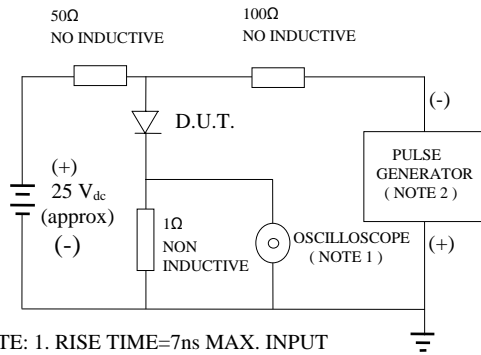 50Ω
NO INDUCTIVE
100Ω
NO INDUCTIVE
(-)
D.U.T.
PULSE
GENERATOR
( NOTE 2 )
(+)
25 Vdc
(approx)
(-)
1Ω
NON
INDUCTIVE
OSCILLOSCOPE
( NOTE 1 )
(+)
TE: 1. RISE TIME=7ns MAX. INPUT